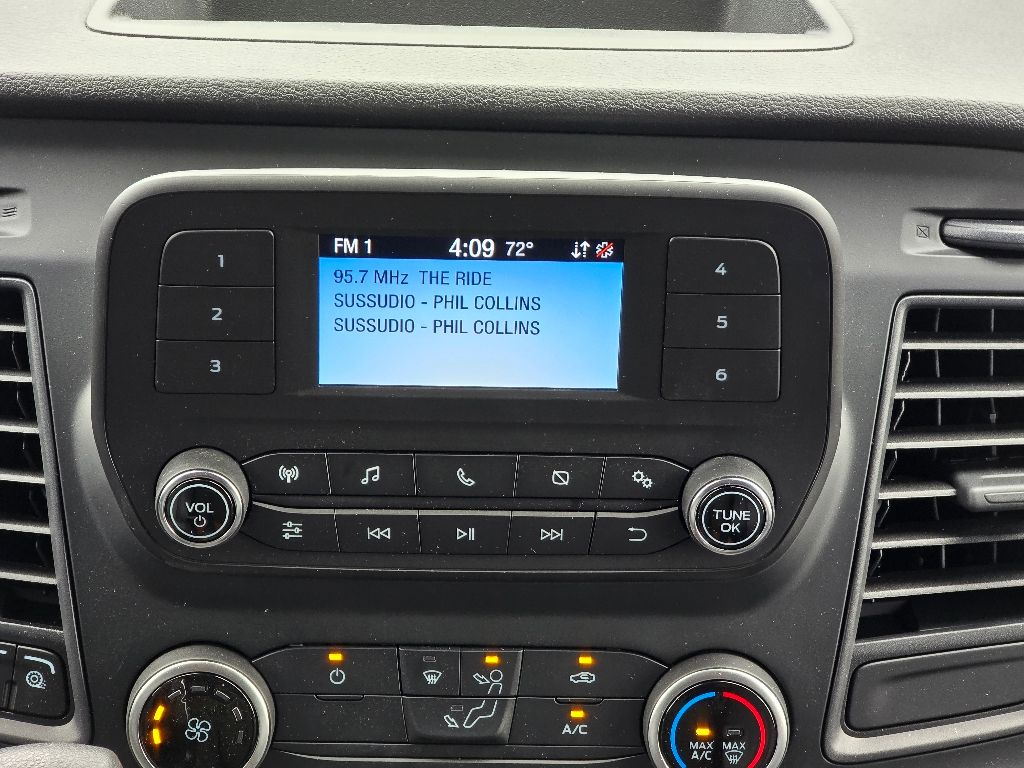 FM 1 4:09 72°
95.7 MHz THE RIDE
SUSSUDIO - PHIL COLLINS
SUSSUDIO - PHIL COLLINS
1
2
3
4
5
6
VOL
TUNE
OK
A/C
MAX
A/C
MAX